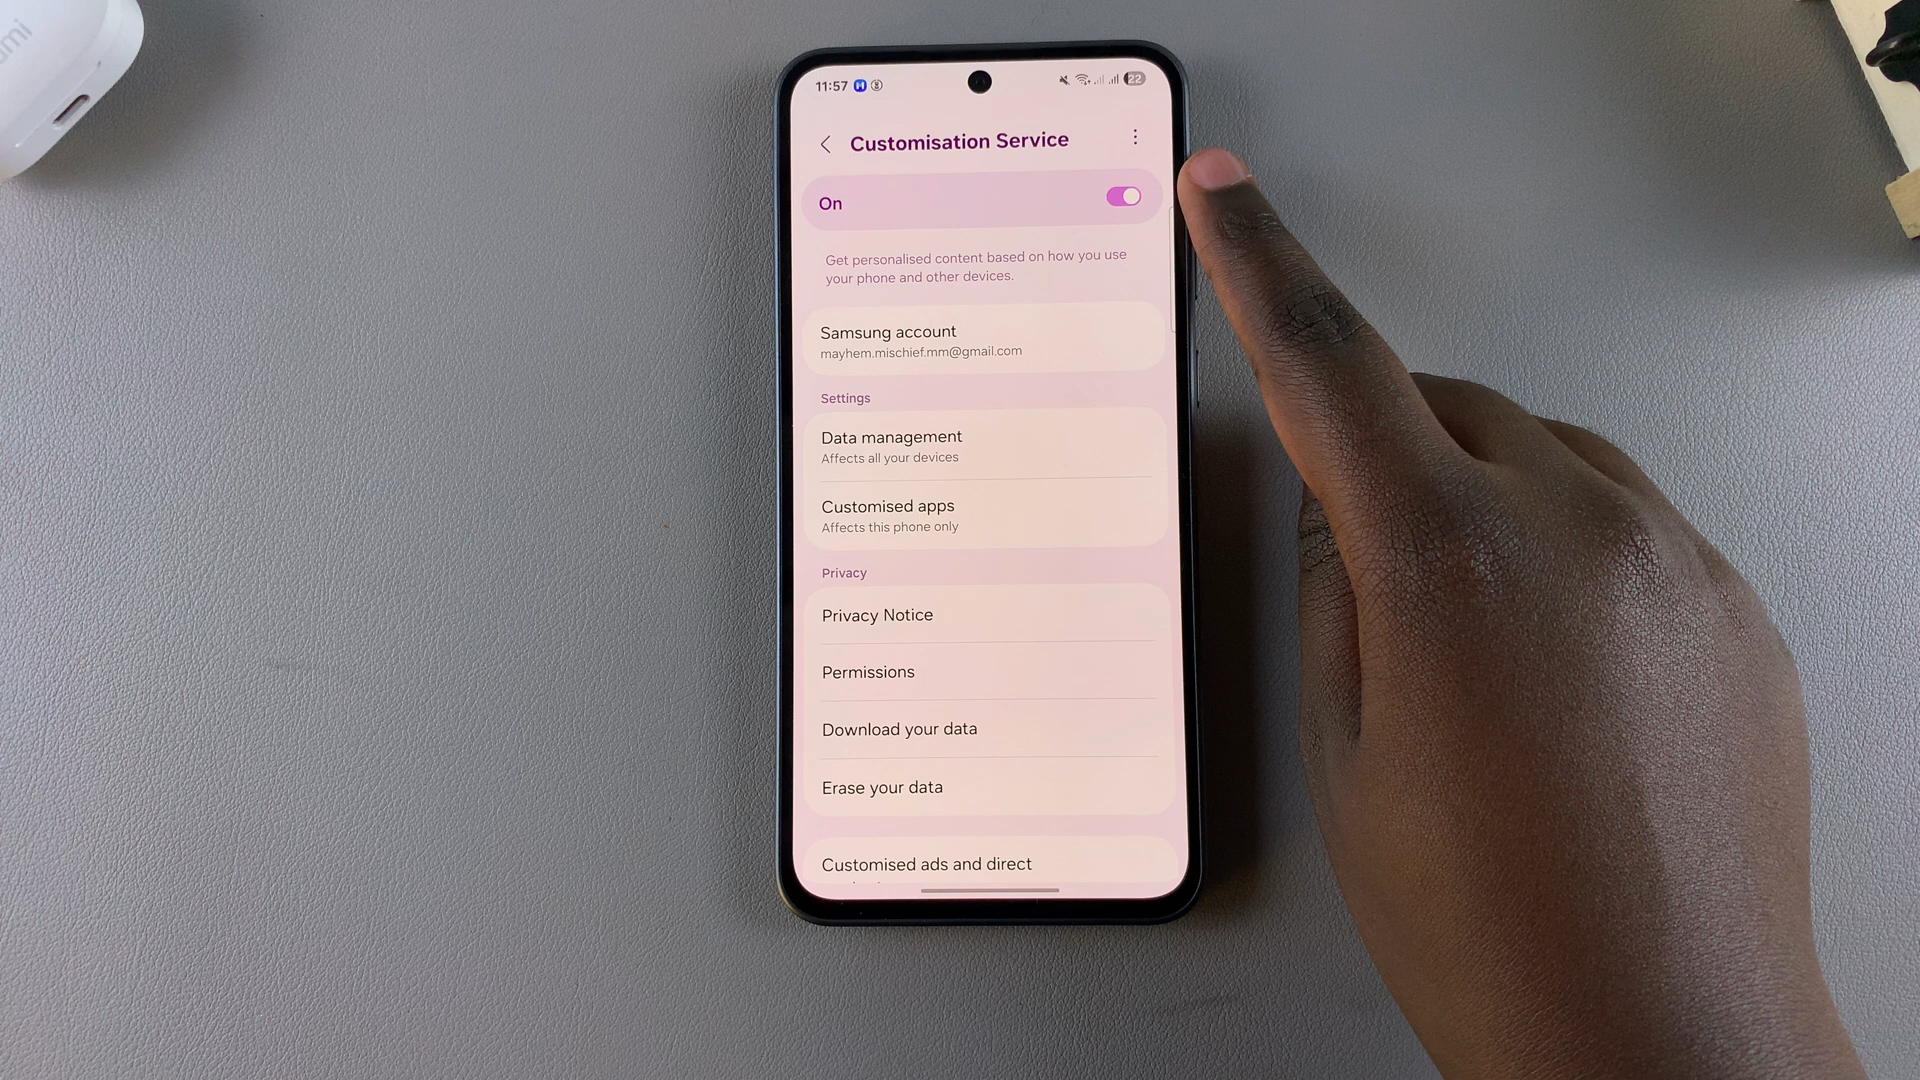 11:57
22
Customisation Service
On
Get personalised content based on how you use
your phone and other devices.
Samsung account
mayhem.mischief.mm@gmail.com
Settings
Data management
Affects all your devices
Customised apps
Affects this phone only
Privacy
Privacy Notice
Permissions
Download your data
Erase your data
Customised ads and direct